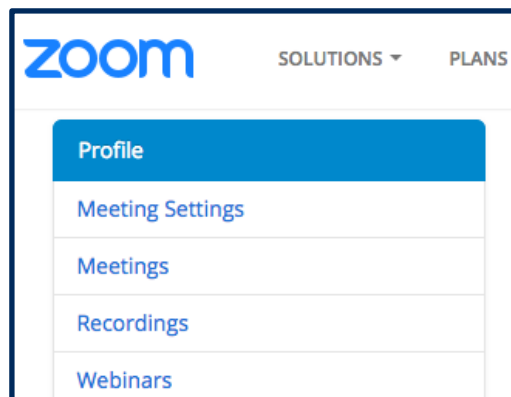 zoom SOLUTIONS PLANS
Profile
Meeting Settings
Meetings
Recordings
Webinars